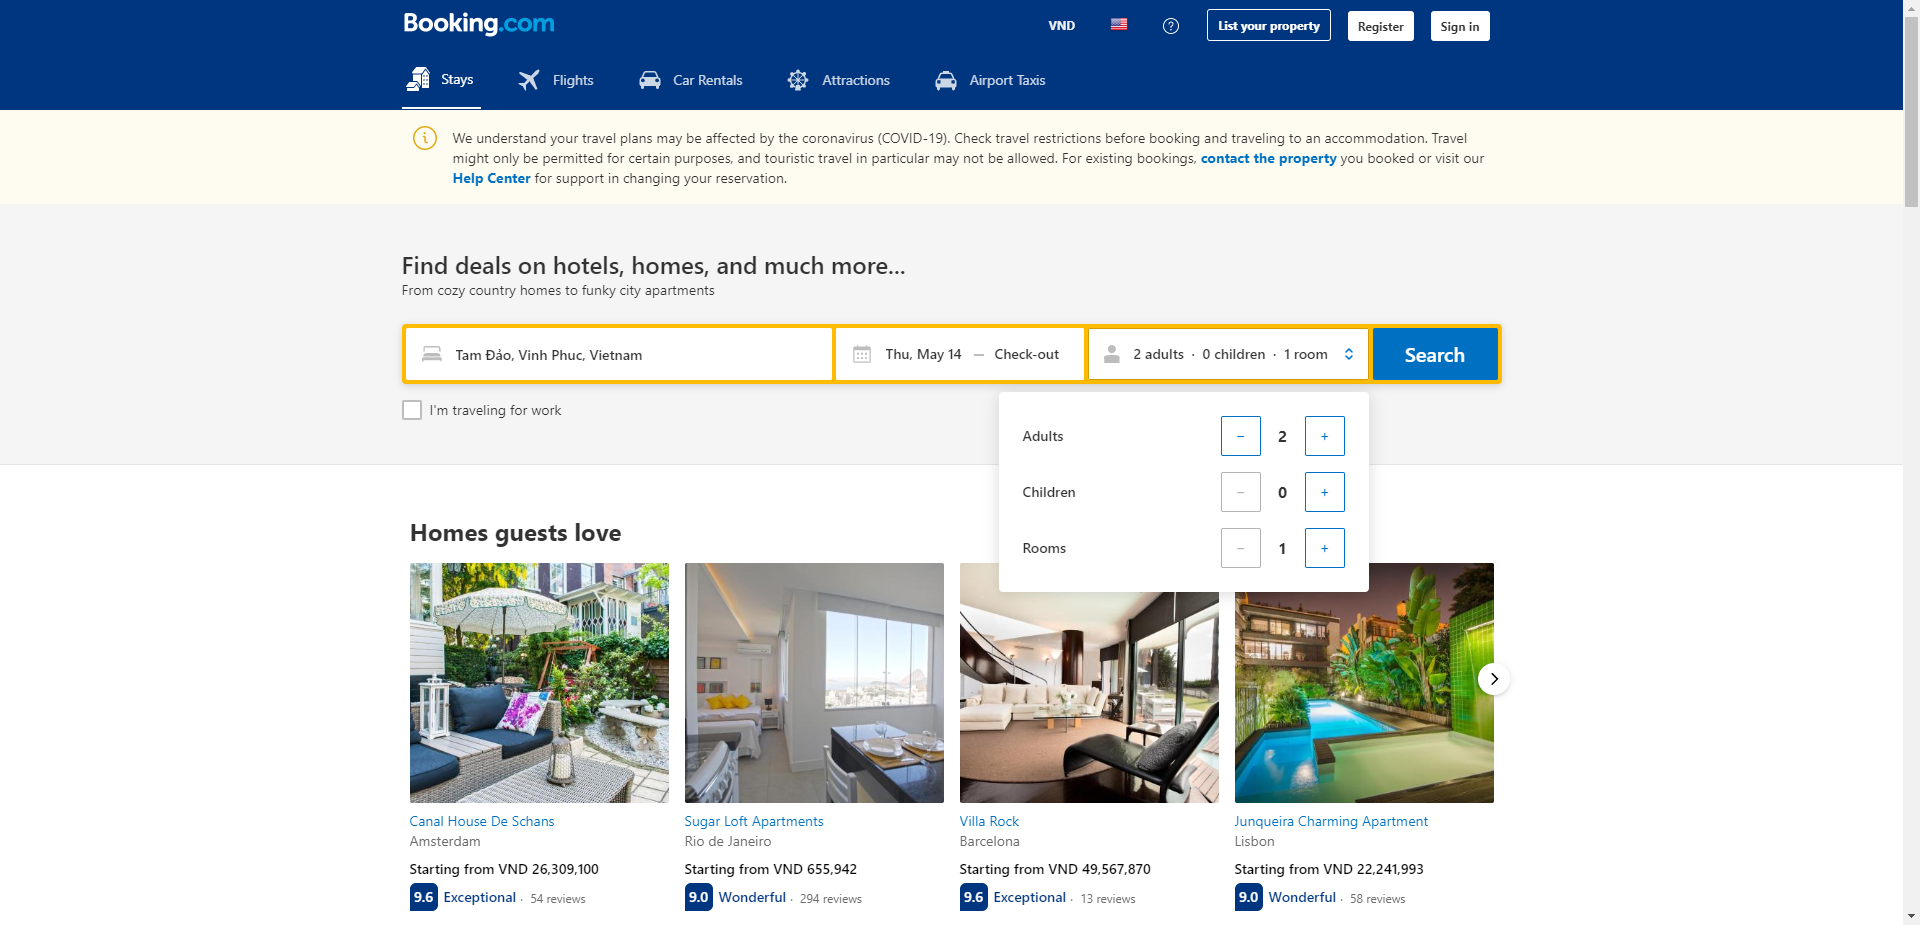 Booking.com
VND
List your property
Register
Sign in
Stays
Flights
Car Rentals
Attractions
Airport Taxis
We understand your travel plans may be affected by the coronavirus (COVID-19). Check travel restrictions before booking and traveling to an accommodation. Travel
might only be permitted for certain purposes, and touristic travel in particular may not be allowed. For existing bookings, contact the property you booked or visit our
Help Center for support in changing your reservation.
Find deals on hotels, homes, and much more...
From cozy country homes to funky city apartments
Tam Đảo, Vinh Phuc, Vietnam
Thu, May 14 — Check-out
2 adults · 0 children · 1 room
Search
I'm traveling for work
Adults − 2 +
Children − 0 +
Rooms − 1 +
Homes guests love
Canal House De Schans
Amsterdam
Starting from VND 26,309,100
9.6 Exceptional · 54 reviews
Sugar Loft Apartments
Rio de Janeiro
Starting from VND 655,942
9.0 Wonderful · 294 reviews
Villa Rock
Barcelona
Starting from VND 49,567,870
9.6 Exceptional · 13 reviews
Junqueira Charming Apartment
Lisbon
Starting from VND 22,241,993
9.0 Wonderful · 58 reviews